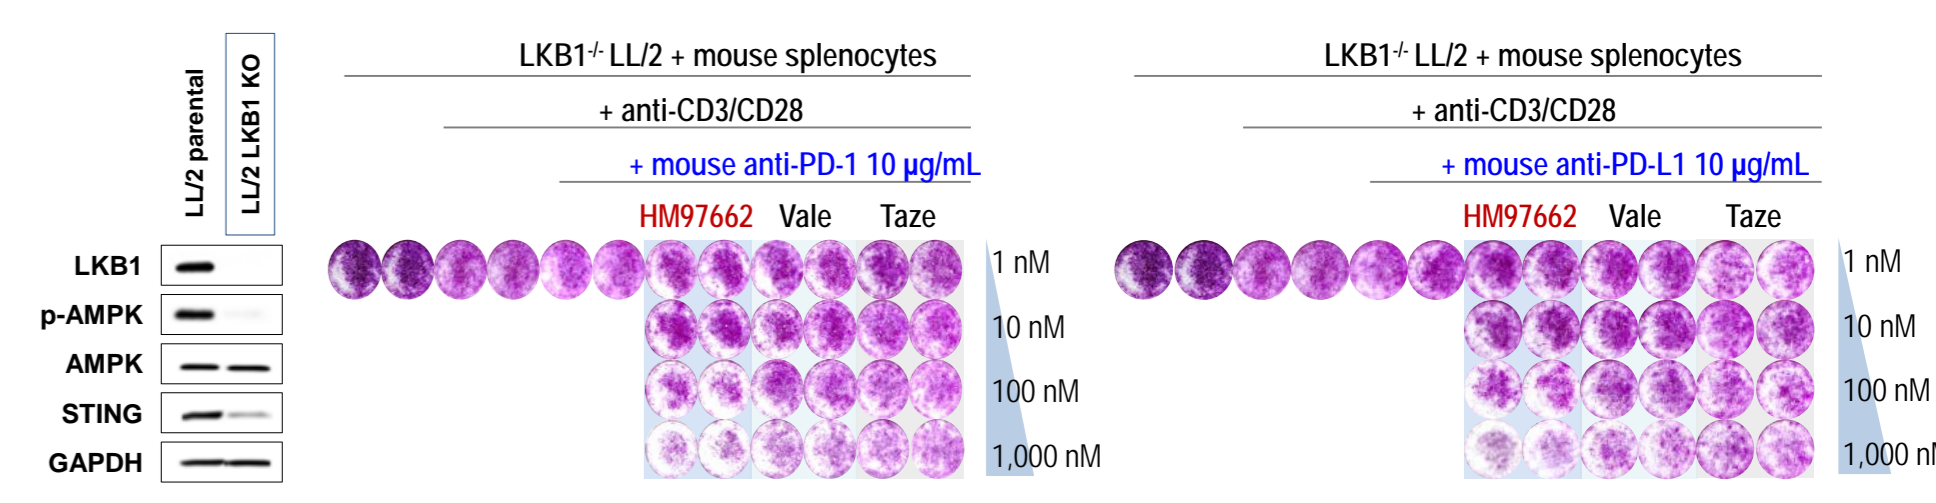 LL/2 parental
LL/2 LKB1 KO
LKB1
p-AMPK
AMPK
STING
GAPDH
LKB1-/- LL/2 + mouse splenocytes
+ anti-CD3/CD28
+ mouse anti-PD-1 10 µg/mL
HM97662 Vale Taze
1 nM
10 nM
100 nM
1,000 nM
LKB1-/- LL/2 + mouse splenocytes
+ anti-CD3/CD28
+ mouse anti-PD-L1 10 µg/mL
HM97662 Vale Taze
1 nM
10 nM
100 nM
1,000 nM